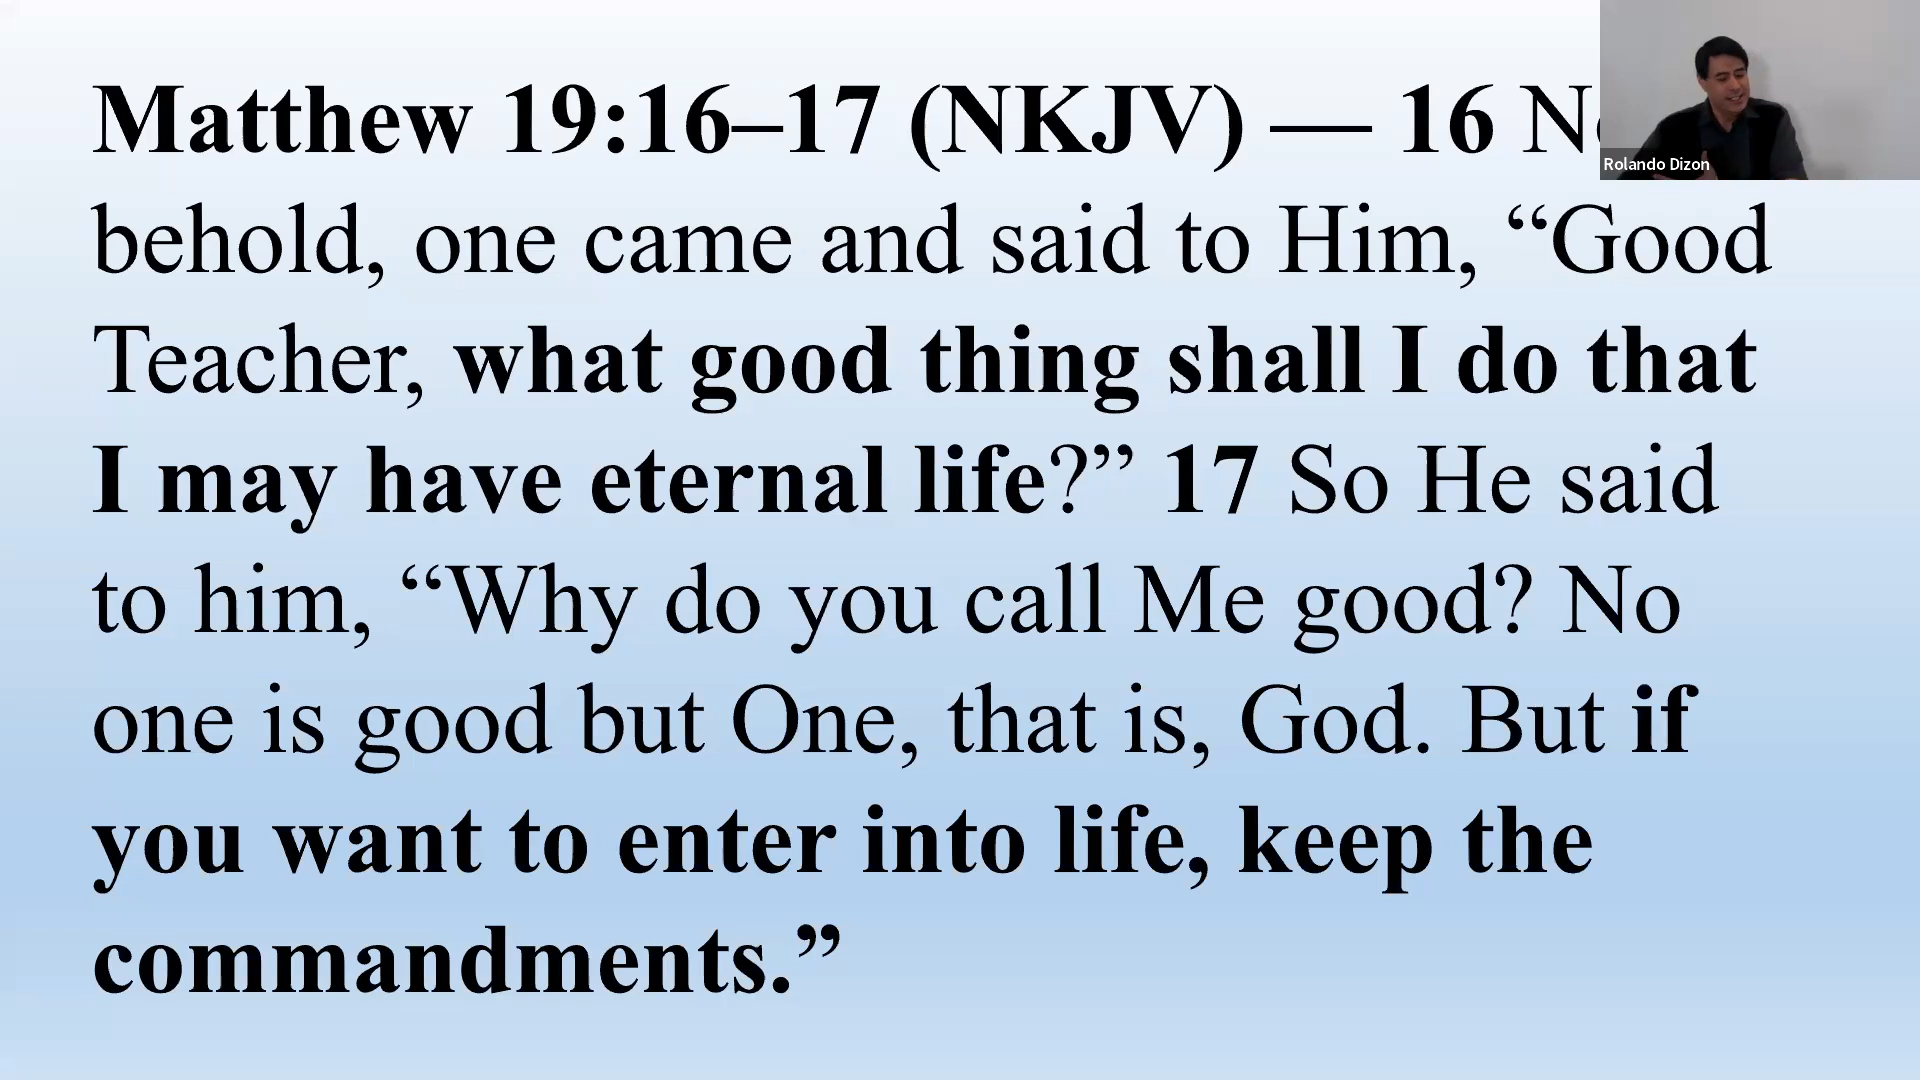 Matthew 19:16–17 (NKJV) — 16
behold, one came and said to Him, “Good
Teacher, what good thing shall I do that
I may have eternal life?” 17 So He said
to him, “Why do you call Me good? No
one is good but One, that is, God. But if
you want to enter into life, keep the
commandments.”
Rolando Dizon